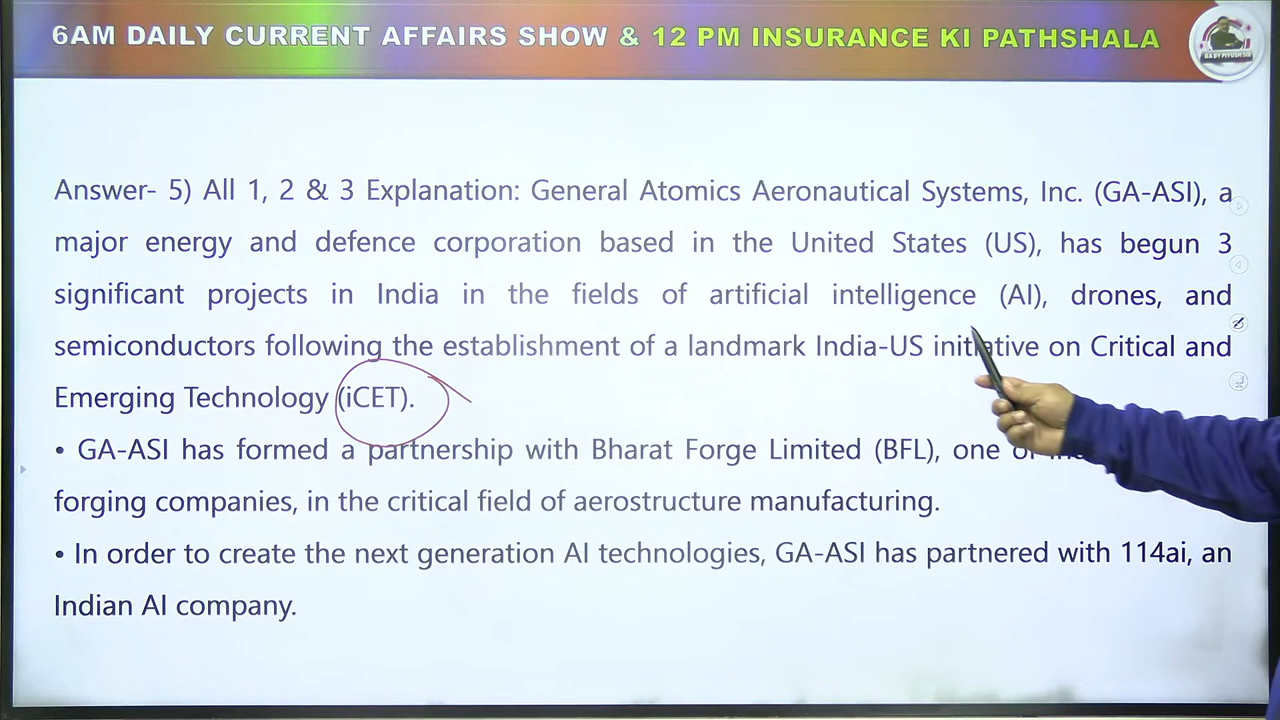 6AM DAILY CURRENT AFFAIRS SHOW & 12 PM INSURANCE KI PATHSHALA
GA BY PIYUSH SIR
Answer- 5) All 1, 2 & 3 Explanation: General Atomics Aeronautical Systems, Inc. (GA-ASI), a
major energy and defence corporation based in the United States (US), has begun 3
significant projects in India in the fields of artificial intelligence (AI), drones, and
semiconductors following the establishment of a landmark India-US initiative on Critical and
Emerging Technology (iCET).
• GA-ASI has formed a partnership with Bharat Forge Limited (BFL), one
forging companies, in the critical field of aerostructure manufacturing.
• In order to create the next generation AI technologies, GA-ASI has partnered with 114ai, an
Indian AI company.